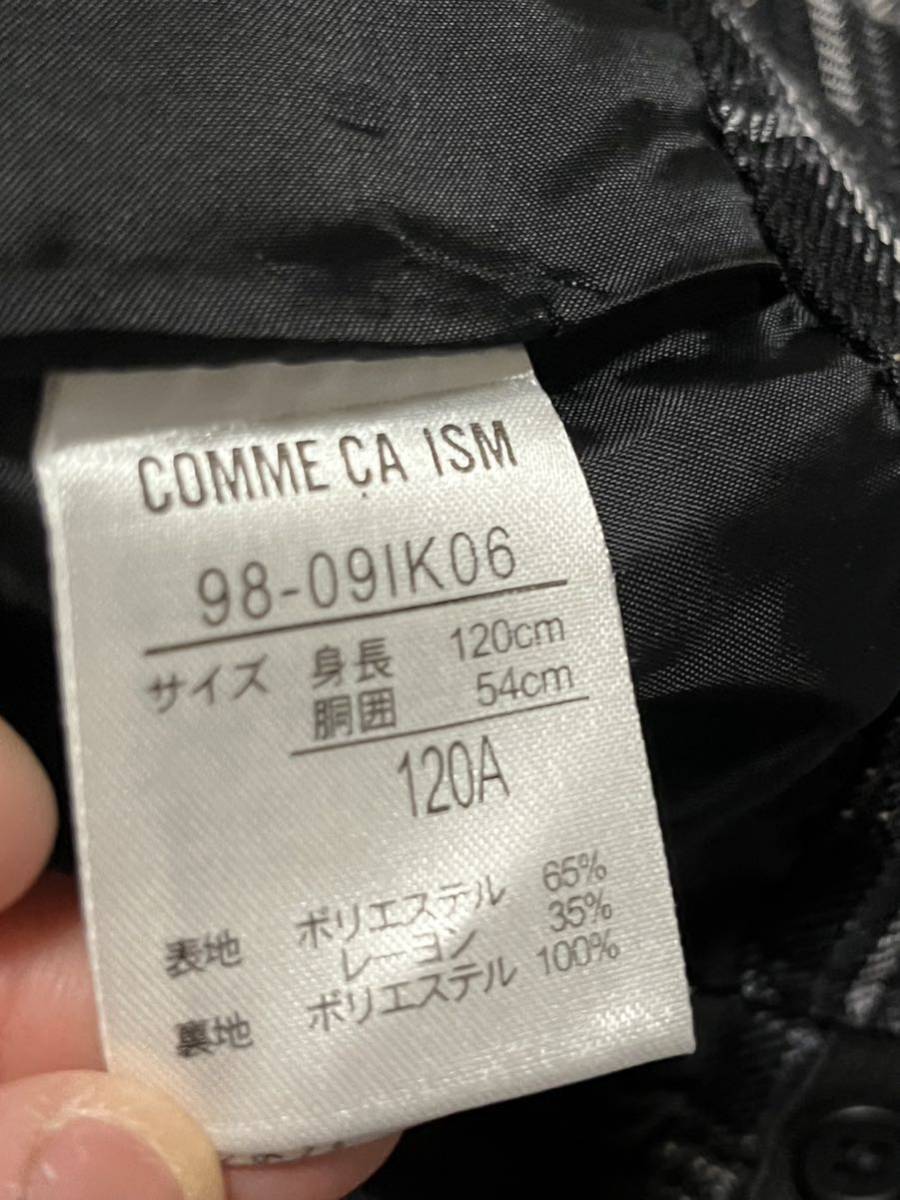 COMME ÇA ISM
98-09IK06
サイズ 身長 120cm
胴囲 54cm
120A
表地 ポリエステル 65%
レーヨン 35%
裏地 ポリエステル 100%